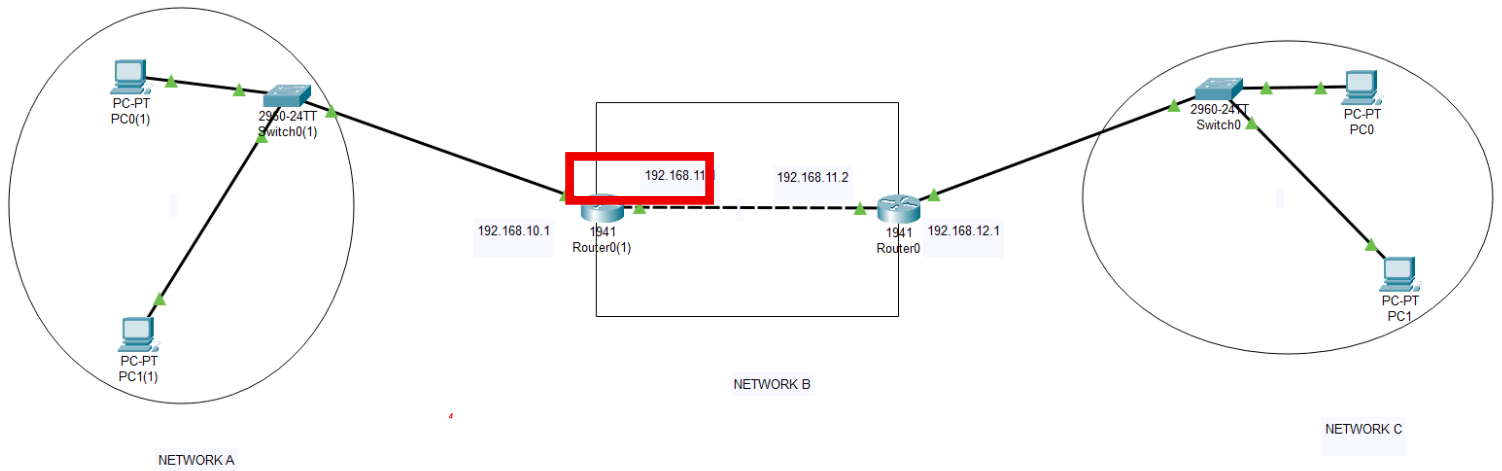 PC-PT
PC0(1)
2960-24TT
Switch0(1)
PC-PT
PC1(1)
NETWORK A
192.168.10.1
1941
Router0(1)
192.168.11
192.168.11.2
1941
Router0
192.168.12.1
NETWORK B
2960-24TT
Switch0
PC-PT
PC0
PC-PT
PC1
NETWORK C